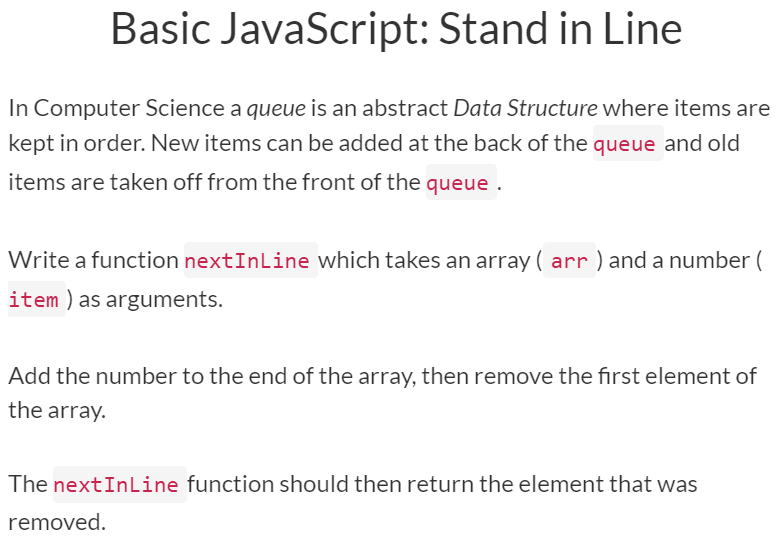 Basic JavaScript: Stand in Line
In Computer Science a queue is an abstract Data Structure where items are
kept in order. New items can be added at the back of the queue and old
items are taken off from the front of the queue .
Write a function nextInLine which takes an array ( arr ) and a number (
item ) as arguments.
Add the number to the end of the array, then remove the first element of
the array.
The nextInLine function should then return the element that was
removed.